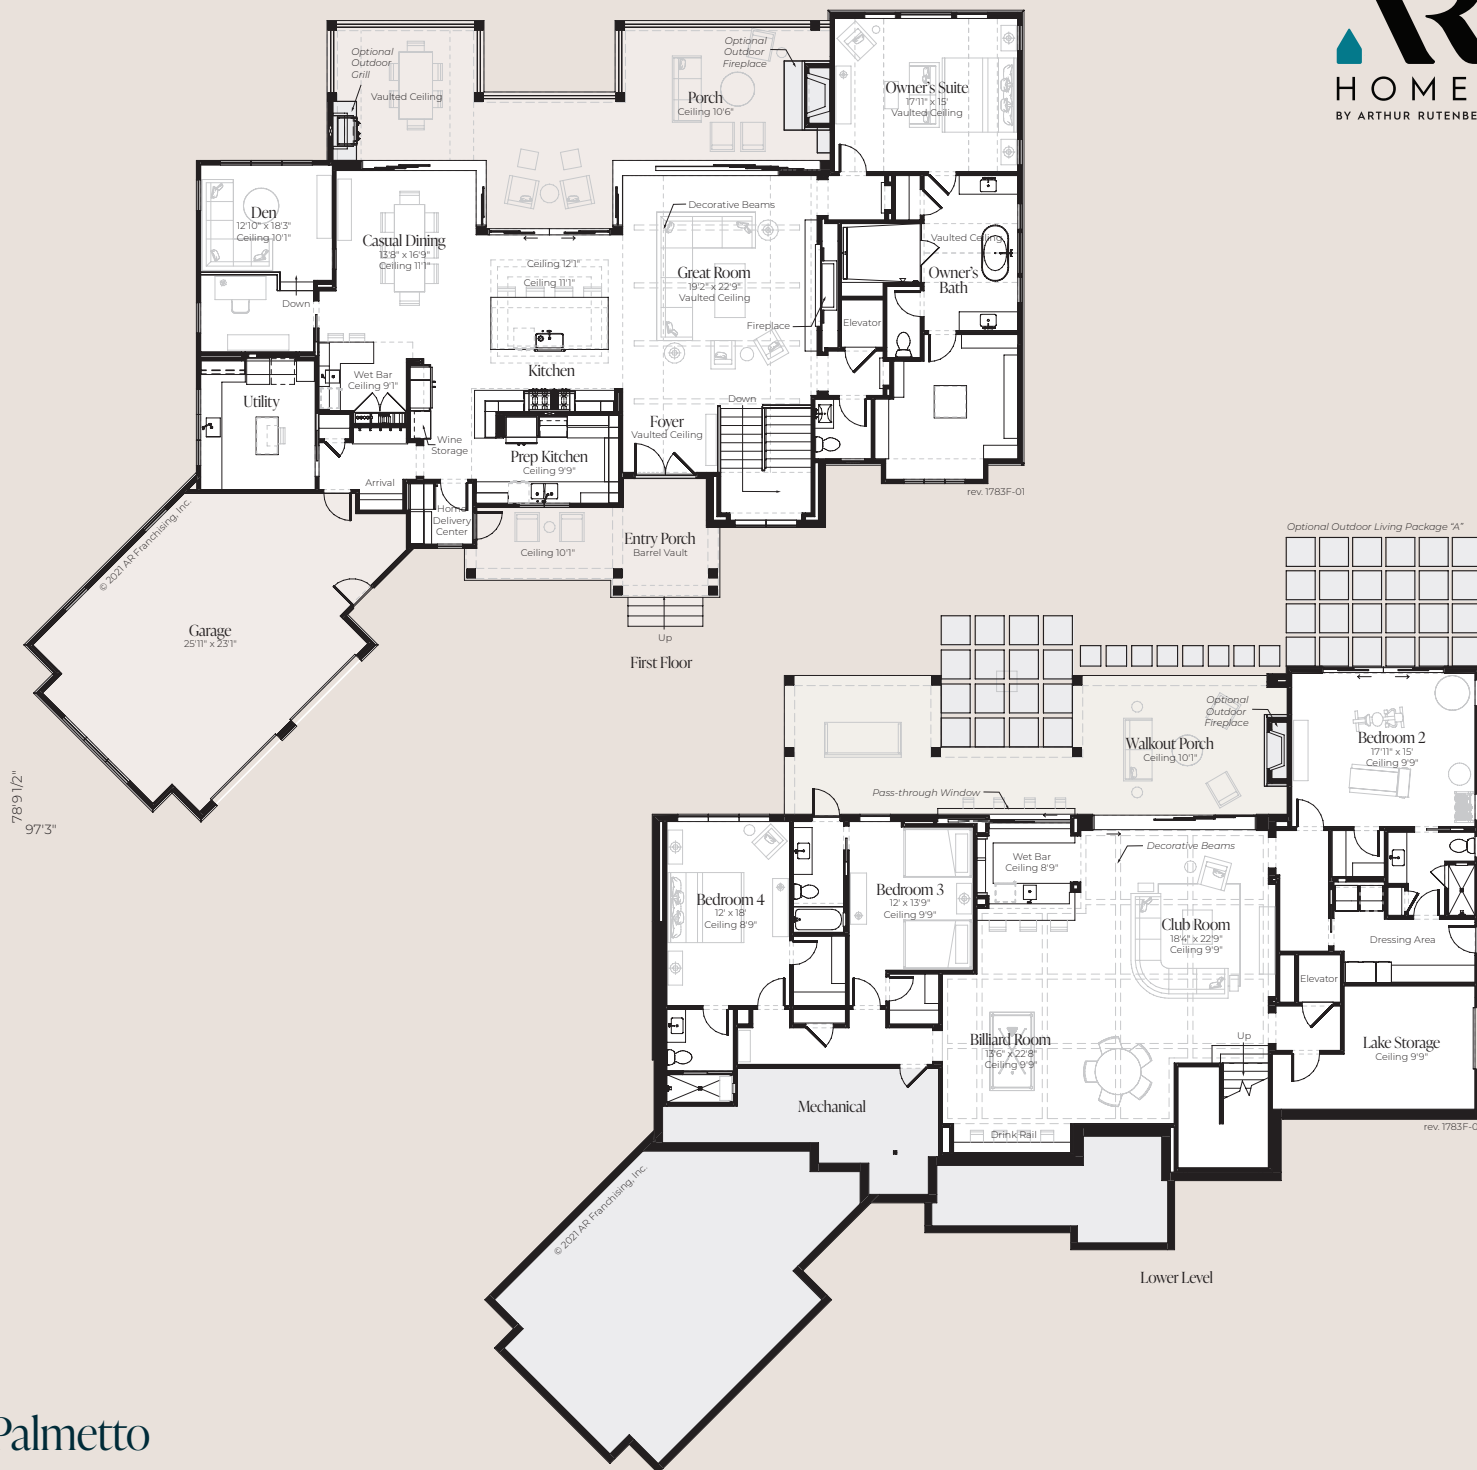 AR
HOME
BY ARTHUR RUTENBE
Optional
Outdoor
Grill
Vaulted Ceiling
Porch
Ceiling 10'6"
Optional
Outdoor
Fireplace
Owner's Suite
17'11" x 15'
Vaulted Ceiling
Den
12'10" x 18'3"
Ceiling 10'1"
Down
Casual Dining
13'8" x 16'9"
Ceiling 11'1"
Ceiling 12'1"
Ceiling 11'1"
Kitchen
Decorative Beams
Great Room
19'2" x 22'9"
Vaulted Ceiling
Fireplace
Vaulted Ceiling
Owner's
Bath
Elevator
Utility
Wet Bar
Ceiling 9'1"
Wine
Storage
Prep Kitchen
Ceiling 9'9"
Foyer
Vaulted Ceiling
Down
Arrival
Home
Delivery
Center
Ceiling 10'1"
Entry Porch
Barrel Vault
Up
rev. 1783F-01
© 2021 AR Franchising, Inc.
Garage
25'11" x 23'1"
First Floor
78'9 1/2"
97'3"
Optional Outdoor Living Package "A"
Optional
Outdoor
Fireplace
Walkout Porch
Ceiling 10'1"
Bedroom 2
17'11" x 15'
Ceiling 9'9"
Pass-through Window
Wet Bar
Ceiling 8'9"
Decorative Beams
Bedroom 4
12' x 18'
Ceiling 8'9"
Bedroom 3
12' x 13'9"
Ceiling 9'9"
Club Room
18'4" x 22'9"
Ceiling 9'9"
Dressing Area
Elevator
Billiard Room
13'6" x 22'8"
Ceiling 9'9"
Up
Lake Storage
Ceiling 9'9"
Mechanical
Drink Rail
rev. 1783F-0
© 2021 AR Franchising, Inc.
Lower Level
Palmetto